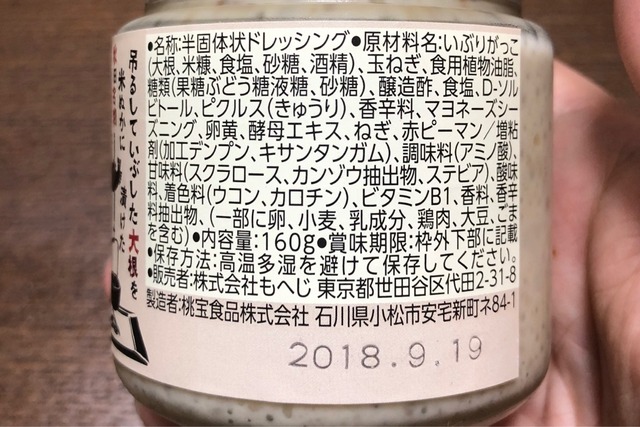 ●名称:半固体状ドレッシング●原材料名:いぶりがっこ
(大根、米糠、食塩、砂糖、酒精)、玉ねぎ、食用植物油脂、
糖類(果糖ぶどう糖液糖、砂糖)、醸造酢、食塩、D-ソル
ビトール、ピクルス(きゅうり)、香辛料、マヨネーズシー
ズニング、卵黄、酵母エキス、ねぎ、赤ピーマン/増粘
剤(加工デンプン、キサンタンガム)、調味料(アミノ酸)、
甘味料(スクラロース、カンゾウ抽出物、ステビア)、酸味
料、着色料(ウコン、カロチン)、ビタミンB1、香料、香辛
料抽出物、(一部に卵、小麦、乳成分、鶏肉、大豆、ごま
を含む)●内容量:160g●賞味期限:枠外下部に記載
●保存方法:高温多湿を避けて保存してください。
●販売者:株式会社もへじ 東京都世田谷区代田2-31-8
製造者:桃宝食品株式会社 石川県小松市安宅新町ネ84-1
2018.9.19
吊るしていぶした大根を
米ぬかに漬けた